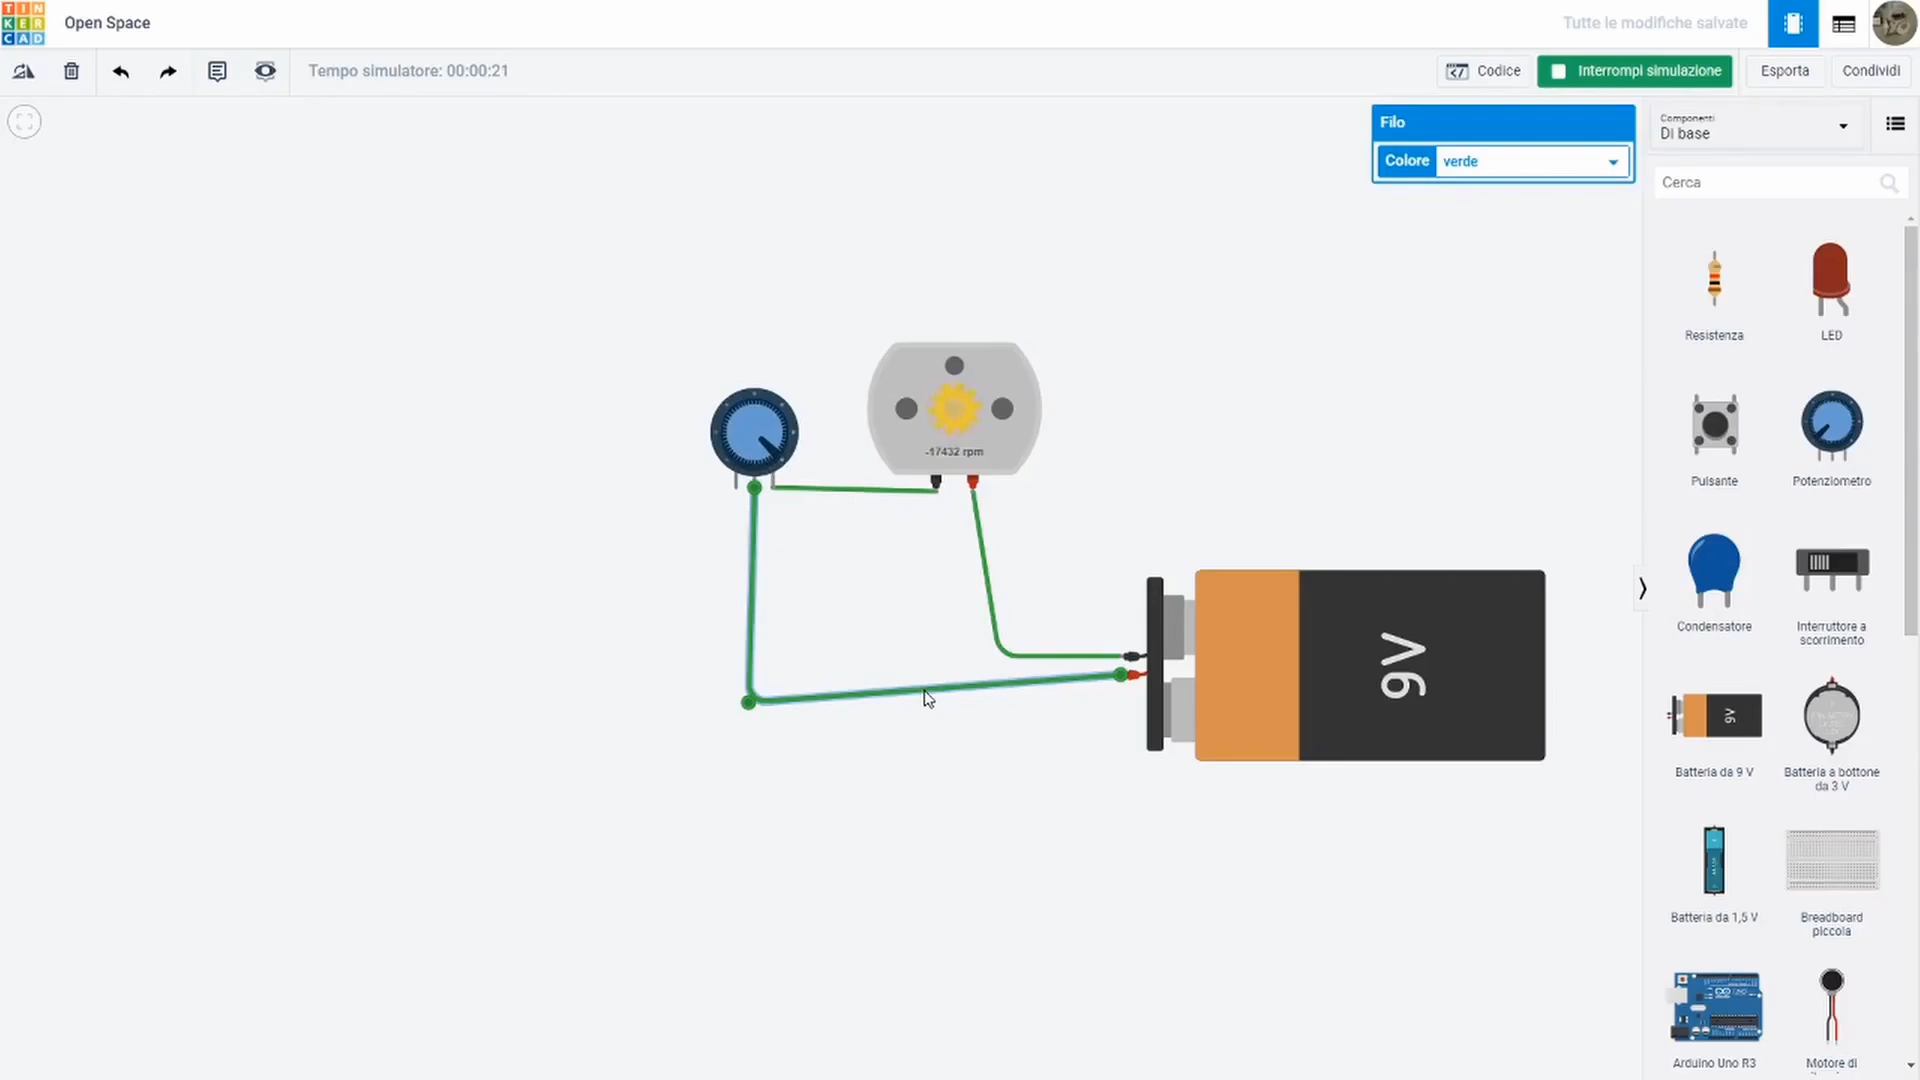 TIN
KER
CAD
Open Space
Tutte le modifiche salvate
Tempo simulatore: 00:00:21
Codice
Interrompi simulazione
Esporta
Condividi
Filo
Colore
verde
Componenti
Di base
Cerca
Resistenza
LED
Pulsante
Potenziometro
-17432 rpm
Condensatore
Interruttore a
scorrimento
9V
9V
Batteria da 9 V
Batteria a bottone
da 3 V
Batteria da 1,5 V
Breadboard
piccola
Arduino Uno R3
Motore di